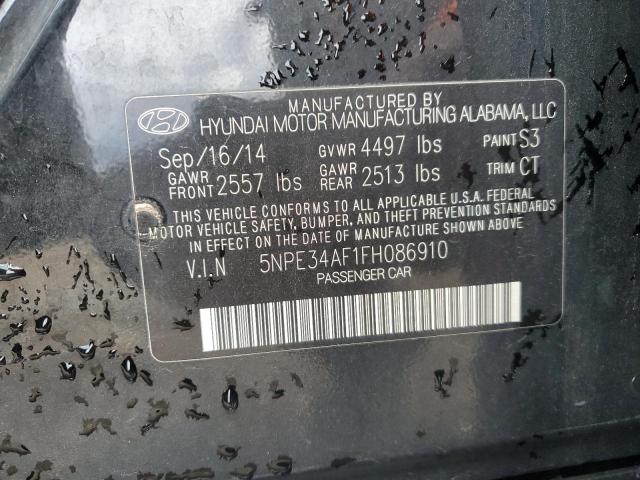 MANUFACTURED BY
HYUNDAI MOTOR MANUFACTURING ALABAMA, LLC
Sep/16/14 GVWR 4497 lbs PAINT S3
GAWR FRONT 2557 lbs GAWR REAR 2513 lbs TRIM CT
THIS VEHICLE CONFORMS TO ALL APPLICABLE U.S.A. FEDERAL
MOTOR VEHICLE SAFETY, BUMPER, AND THEFT PREVENTION STANDARDS
IN EFFECT ON THE DATE OF MANUFACTURE SHOWN ABOVE
V.I.N 5NPE34AF1FH086910
PASSENGER CAR